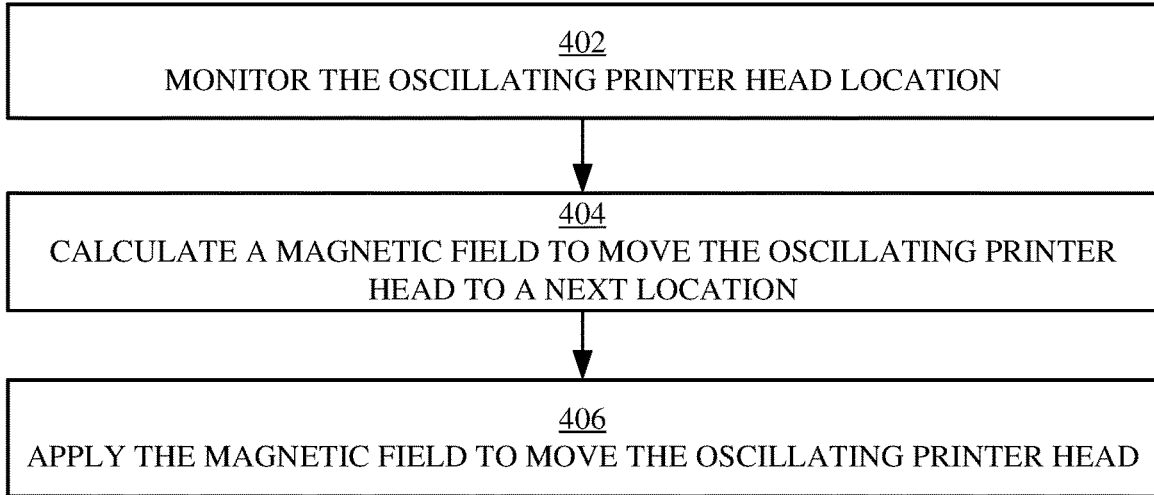 402
MONITOR THE OSCILLATING PRINTER HEAD LOCATION
404
CALCULATE A MAGNETIC FIELD TO MOVE THE OSCILLATING PRINTER
HEAD TO A NEXT LOCATION
406
APPLY THE MAGNETIC FIELD TO MOVE THE OSCILLATING PRINTER HEAD